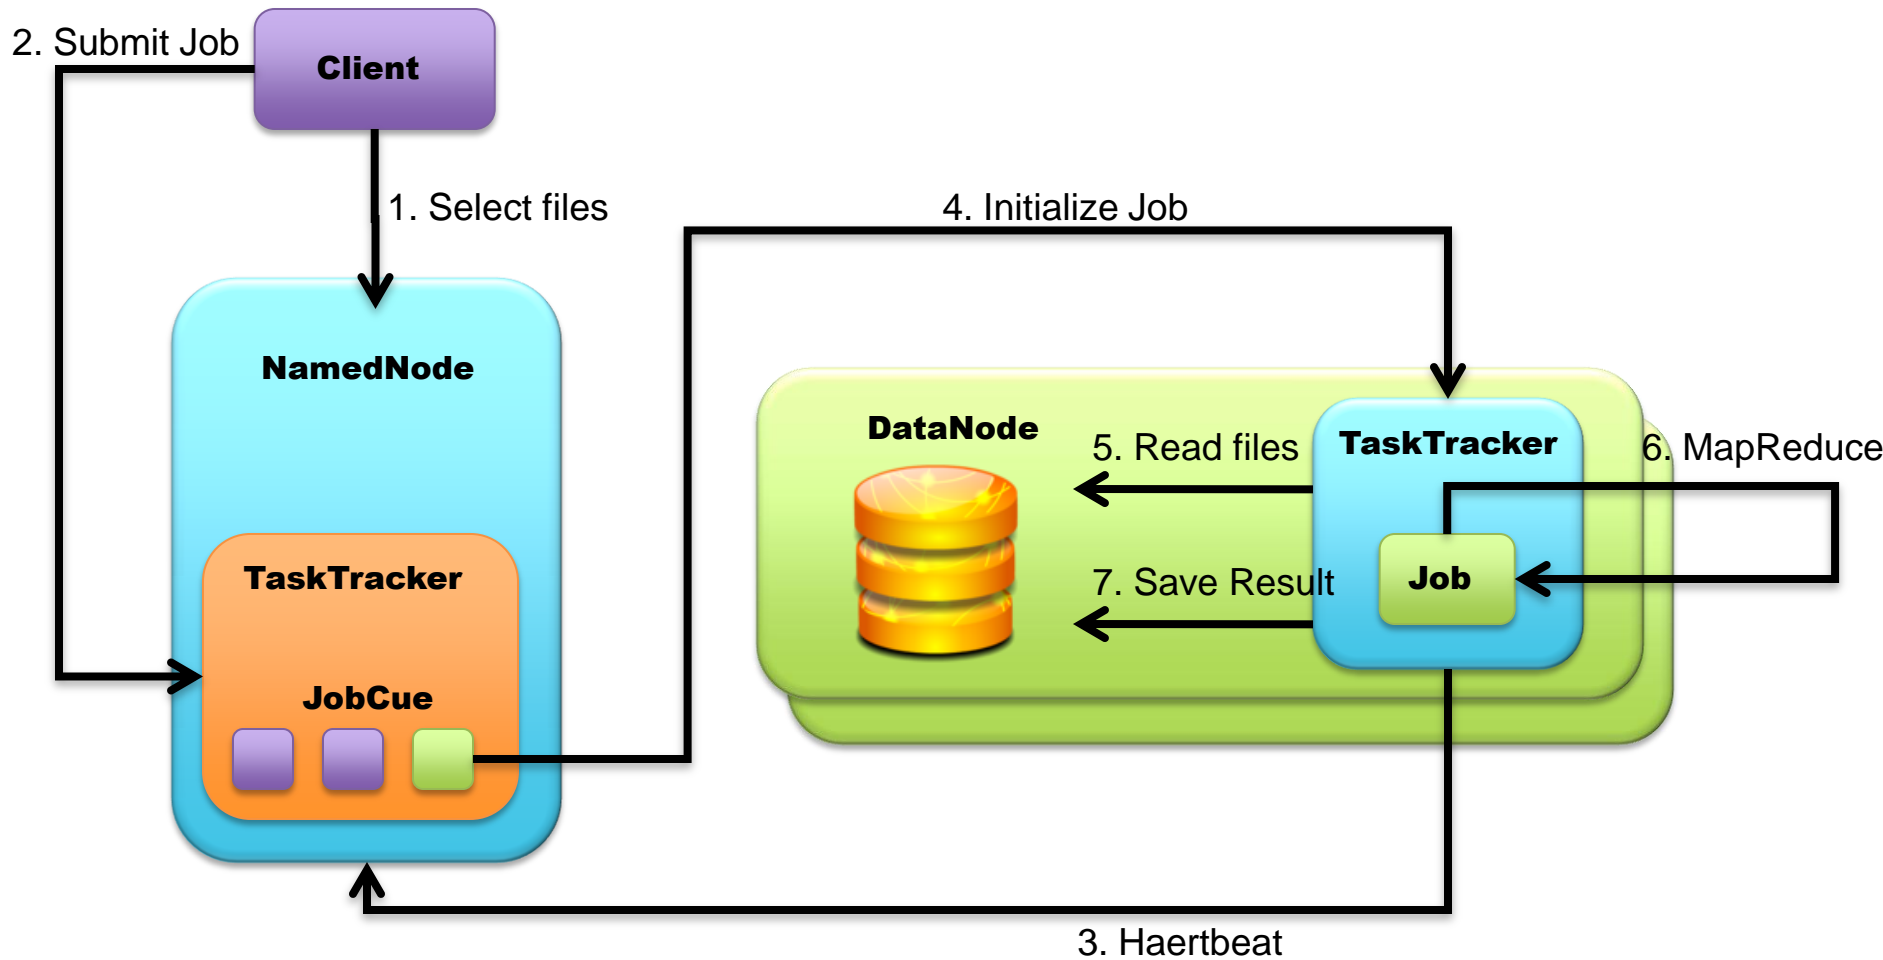 2. Submit Job
Client
1. Select files
4. Initialize Job
NamedNode
DataNode
5. Read files
TaskTracker
6. MapReduce
TaskTracker
7. Save Result
Job
JobCue
3. Haertbeat